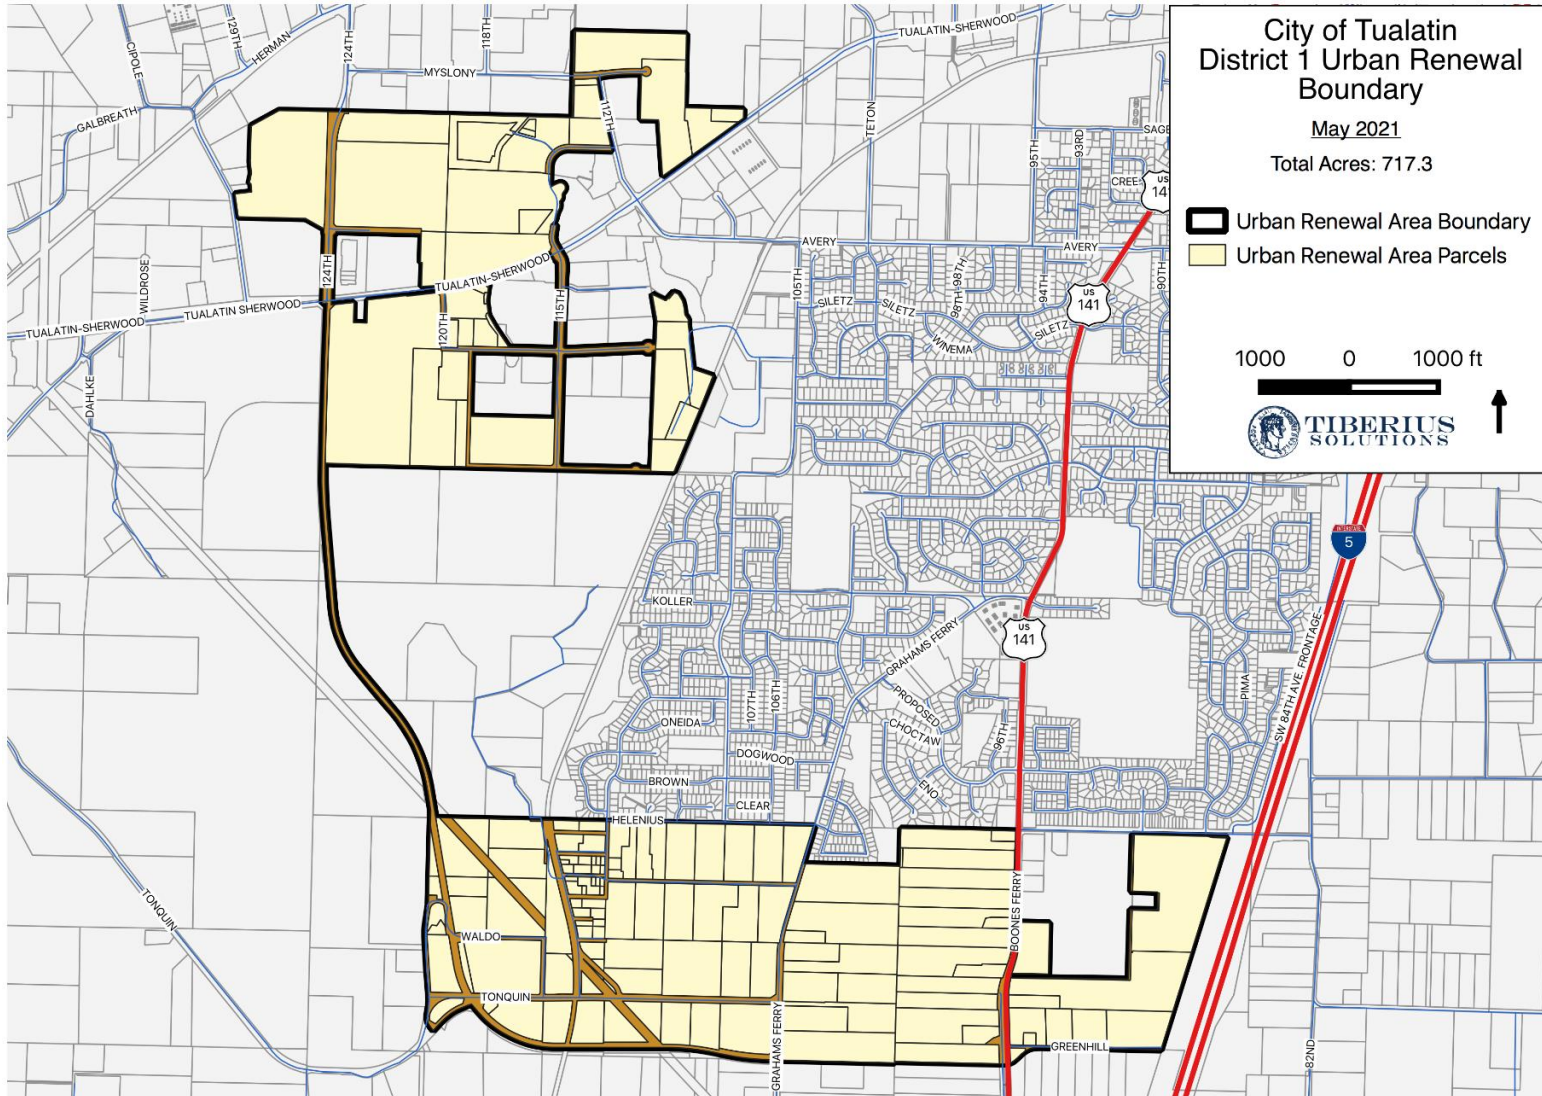 City of Tualatin
District 1 Urban Renewal
Boundary
May 2021
Total Acres: 717.3
Urban Renewal Area Boundary
Urban Renewal Area Parcels
1000 0 1000 ft
TIBERIUS
SOLUTIONS
CIPOLE
129TH
HERMAN
124TH
118TH
MYSLONY
TUALATIN-SHERWOOD
GALBREATH
112TH
TETON
95TH
93RD
SAGE
CREE
US
141
AVERY
AVERY
WILDROSE
124TH
TUALATIN-SHERWOOD
115TH
105TH
98TH
98TH
94TH
90TH
US
141
SILETZ
SILETZ
SILETZ
WINEMA
TUALATIN SHERWOOD
TUALATIN-SHERWOOD
120TH
DAHLKE
INTERSTATE
5
KOLLER
GRAHAMS FERRY
US
141
SW 84TH AVE. FRONTAGE
PIMA
PROPOSED
CHOCTAW
107TH
106TH
96TH
ONEIDA
DOGWOOD
BROWN
ENO
CLEAR
HELENIUS
TONQUIN
WALDO
BOONES FERRY
TONQUIN
GRAHAMS FERRY
GREENHILL
82ND